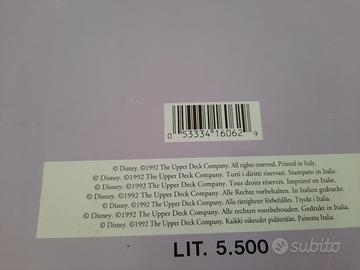 0 53334 16062 9
© Disney. ©1992 The Upper Deck Company. All rights reserved. Printed in Italy.
© Disney. ©1992 The Upper Deck Company. Tutti i diritti riservati. Stampato in Italia.
© Disney. ©1992 The Upper Deck Company. Tous droits réservés. Imprimé en Italie.
© Disney. ©1992 The Upper Deck Company. Alle Rechte vorbehalten. In Italien gedruckt.
© Disney. ©1992 The Upper Deck Company. Alla rättigheter förbehålles. Tryckt i Italia.
© Disney. ©1992 The Upper Deck Company. Alle rechten voorbehouden. Gedrukt in Italia.
© Disney. ©1992 The Upper Deck Company. Kaikki oikeudet pidätetään. Painettu Italia.
LIT. 5.500
subito